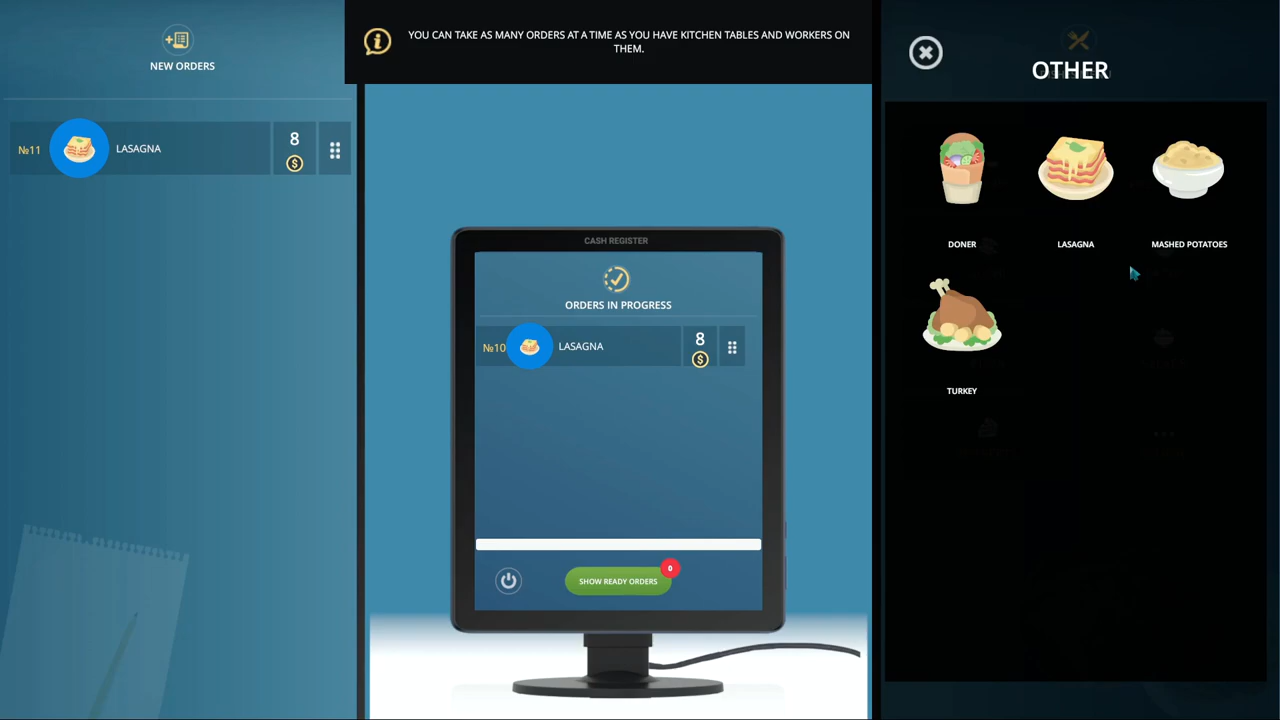 NEW ORDERS
№11
LASAGNA
8
YOU CAN TAKE AS MANY ORDERS AT A TIME AS YOU HAVE KITCHEN TABLES AND WORKERS ON
THEM.
CASH REGISTER
ORDERS IN PROGRESS
№10
LASAGNA
8
SHOW READY ORDERS
0
OTHER
DONER
LASAGNA
MASHED POTATOES
TURKEY